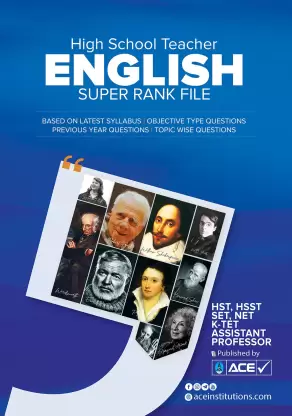 High School Teacher
ENGLISH
SUPER RANK FILE
BASED ON LATEST SYLLABUS | OBJECTIVE TYPE QUESTIONS
PREVIOUS YEAR QUESTIONS | TOPIC WISE QUESTIONS
HST, HSST
SET, NET
K-TET
ASSISTANT
PROFESSOR
Published by
ACE
aceinstitutions.com